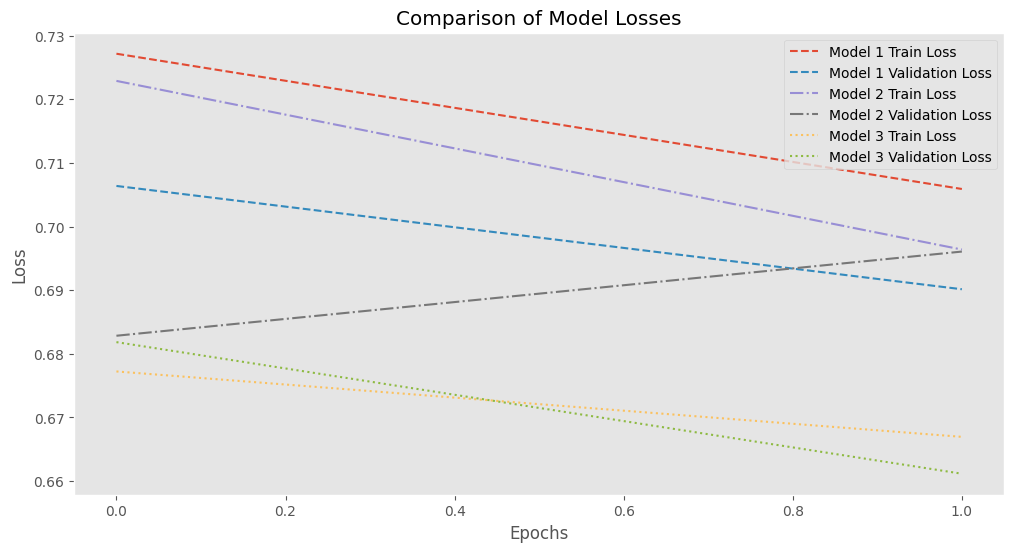 Comparison of Model Losses
0.73
0.72
0.71
0.70
0.69
0.68
0.67
0.66
Loss
Model 1 Train Loss
Model 1 Validation Loss
Model 2 Train Loss
Model 2 Validation Loss
Model 3 Train Loss
Model 3 Validation Loss
0.0 0.2 0.4 0.6 0.8 1.0
Epochs